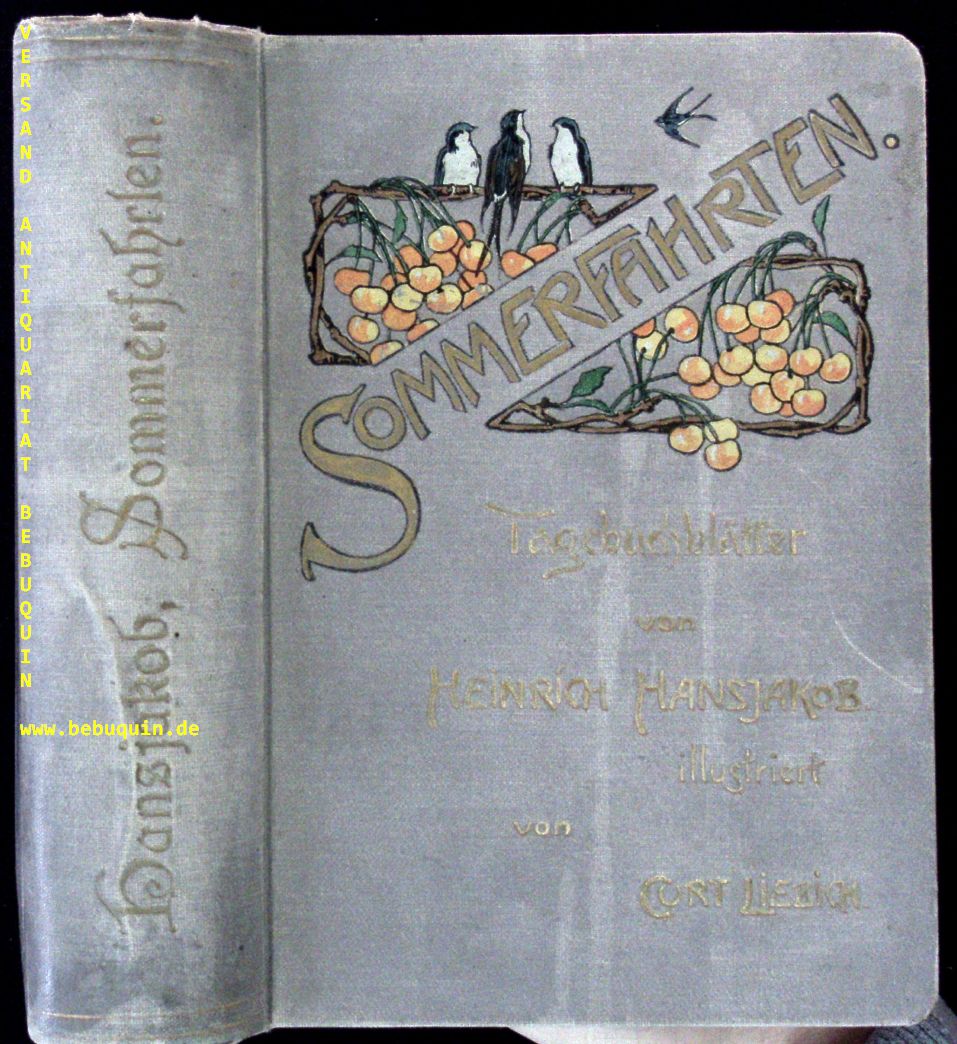 VERSAND ANTIQUARIAT BEBUQUIN
www.bebuquin.de
Hansjakob, Sommerfahrten.
SOMMERFAHRTEN.
Tagebuchblätter
von
HEINRICH HANSJAKOB.
illustriert
von
CURT LIEBICH.